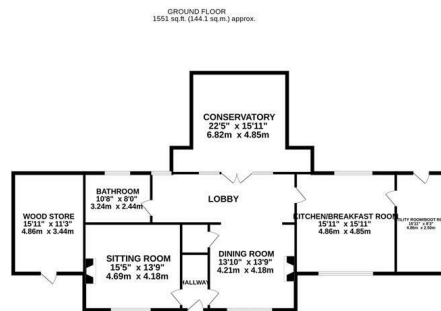 GROUND FLOOR
1551 sq.ft. (144.1 sq.m.) approx.
CONSERVATORY
22'5" x 15'11"
6.82m x 4.85m
BATHROOM
10'8" x 8'0"
3.24m x 2.44m
LOBBY
WOOD STORE
15'11" x 11'3"
4.86m x 3.44m
KITCHEN/BREAKFAST ROOM
15'11" x 15'11"
4.86m x 4.85m
UTILITY ROOM/BOOT
SITTING ROOM
15'5" x 13'9"
4.69m x 4.18m
DINING ROOM
13'10" x 13'9"
4.21m x 4.18m
HALLWAY